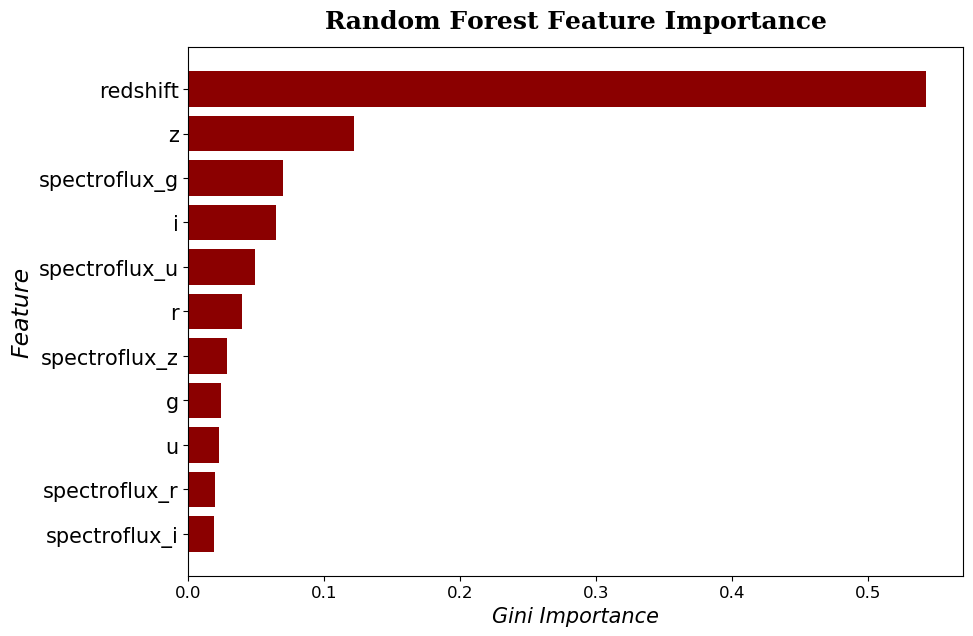 Random Forest Feature Importance
redshift
z
spectroflux_g
i
spectroflux_u
r
spectroflux_z
g
u
spectroflux_r
spectroflux_i
Feature
0.0 0.1 0.2 0.3 0.4 0.5
Gini Importance